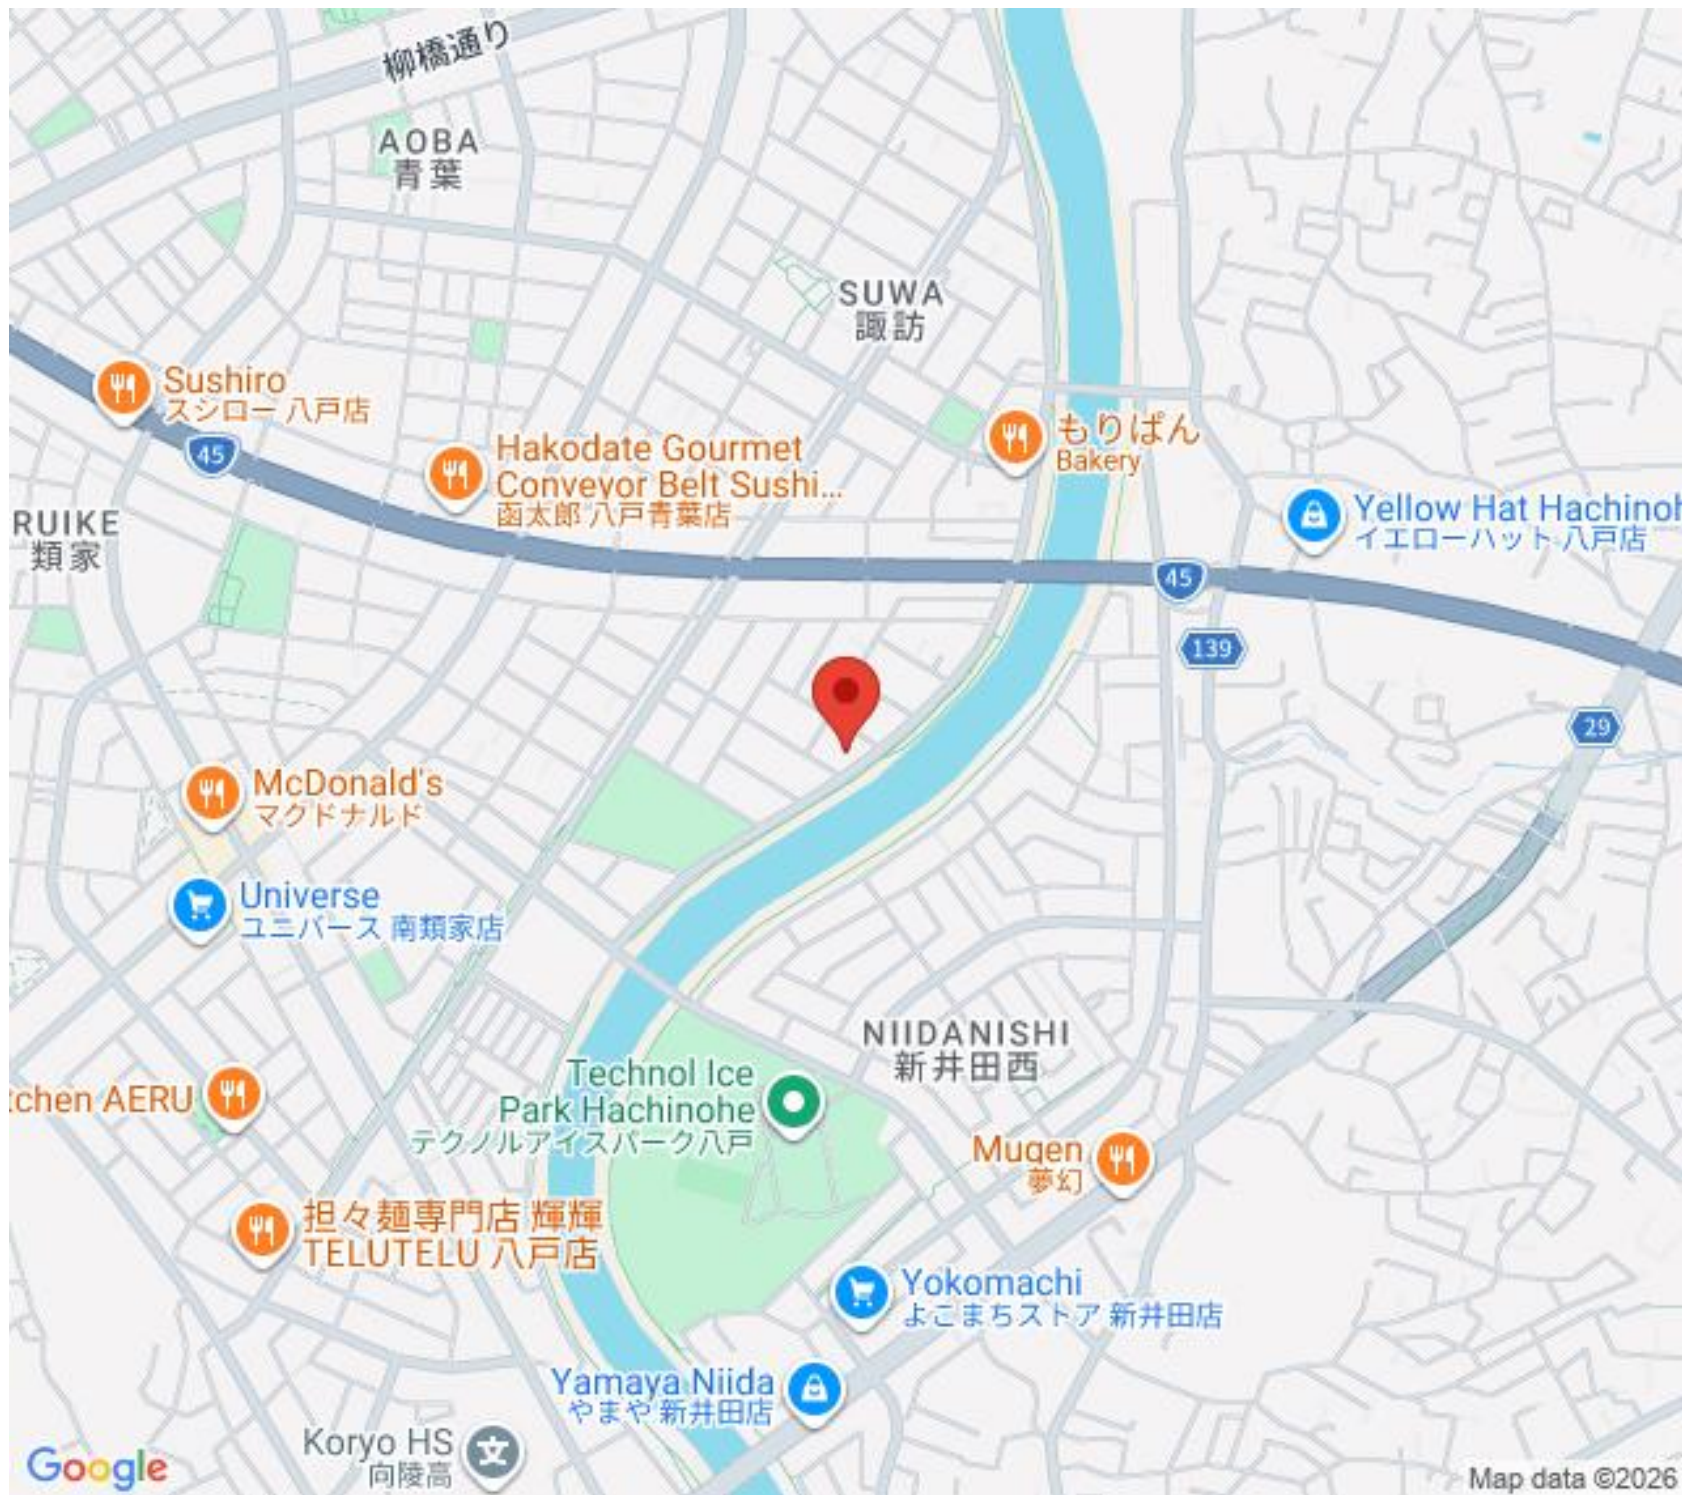 柳橋通り
AOBA
青葉
SUWA
諏訪
Sushiro
スシロー 八戸店
45
Hakodate Gourmet
Conveyor Belt Sushi...
函太郎 八戸青葉店
もりぱん
Bakery
Yellow Hat Hachinoh
イエローハット 八戸店
RUIKE
類家
45
139
29
McDonald's
マクドナルド
Universe
ユニバース 南類家店
NIIDANISHI
新井田西
Technol Ice
Park Hachinohe
テクノルアイスパーク八戸
tchen AERU
Mugen
夢幻
担々麺専門店 輝輝
TELUTELU 八戸店
Yokomachi
よこまちストア 新井田店
Yamaya Niida
やまや 新井田店
Koryo HS
向陵高
文
Google
Map data ©2026